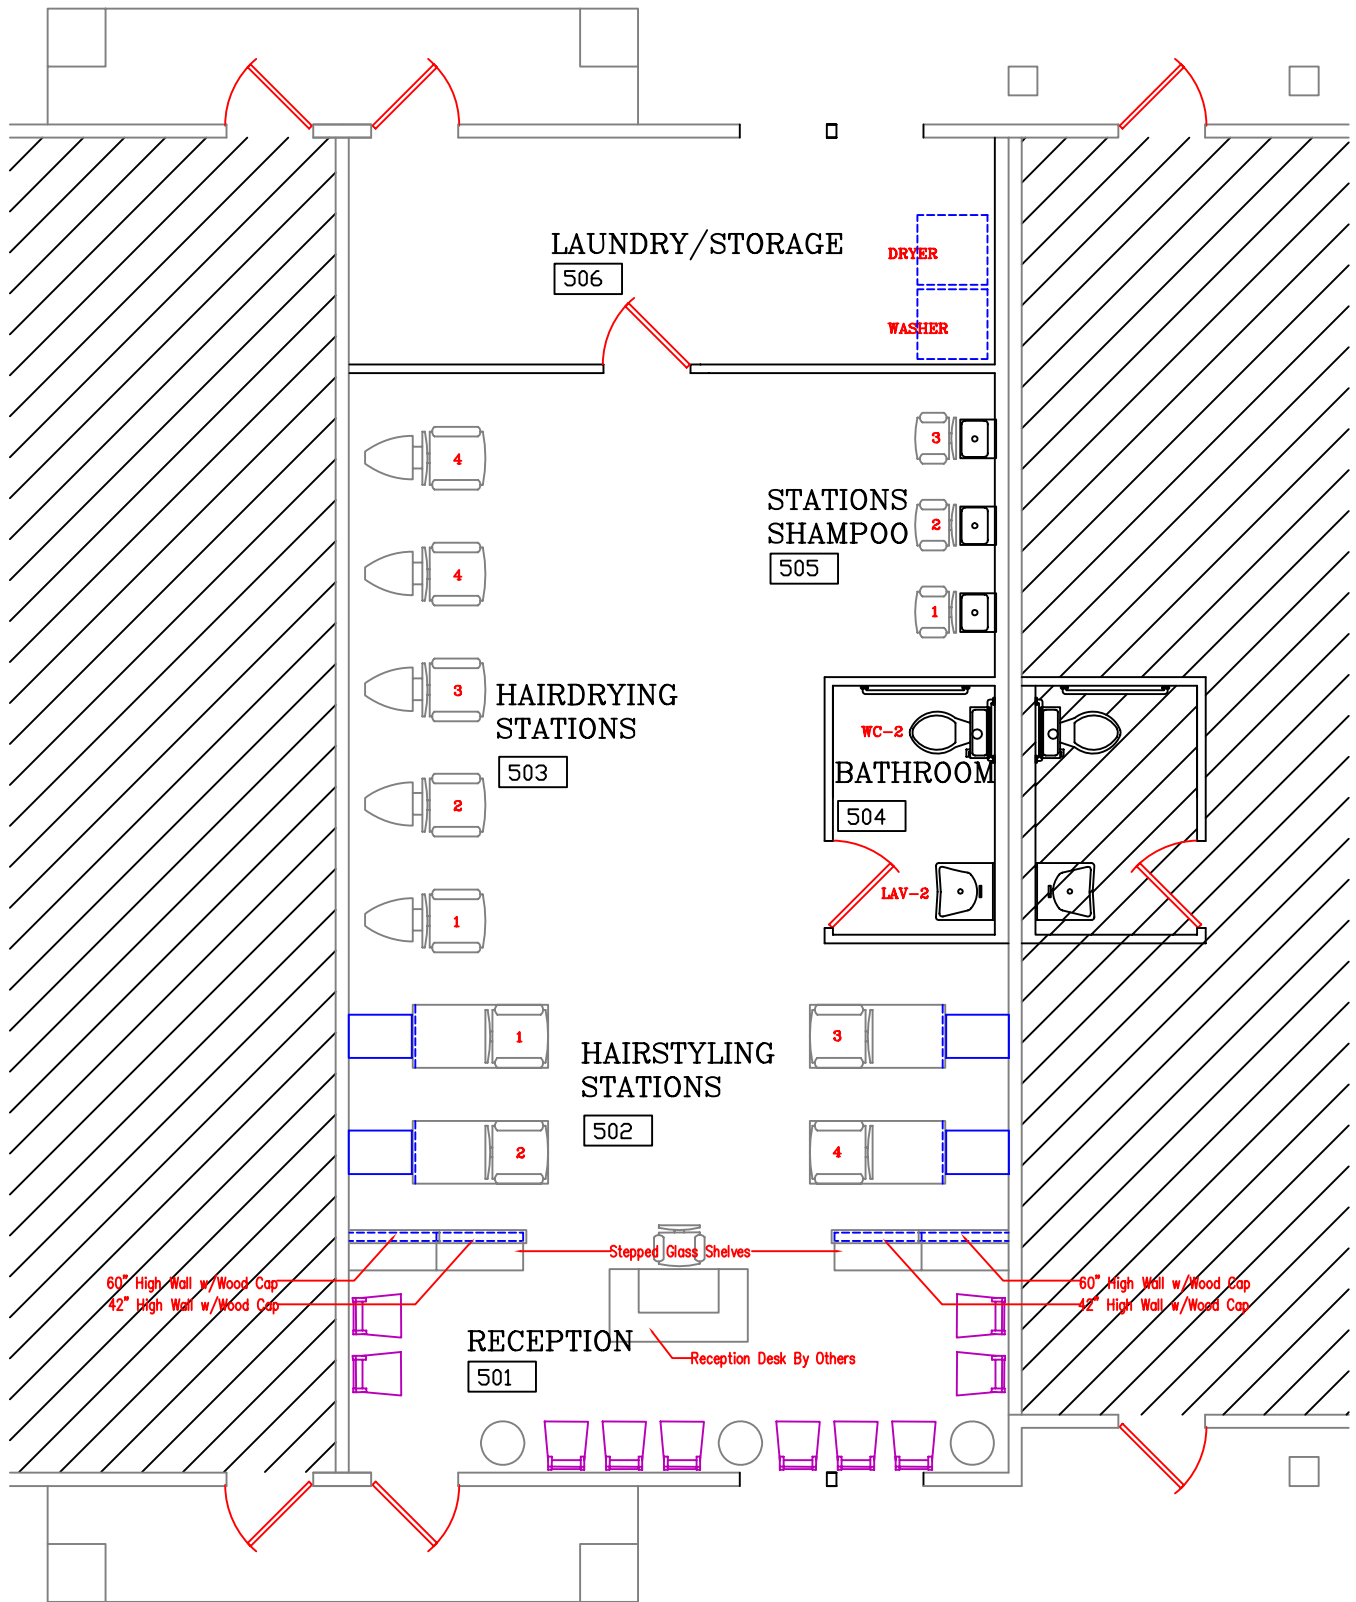 LAUNDRY/STORAGE
506
DRYER
WASHER
4
3
STATIONS
SHAMPOO
505
2
4
1
HAIRDRYING
STATIONS
503
3
WC-2
BATHROOM
504
2
LAV-2
1
1
3
HAIRSTYLING
STATIONS
502
2
4
Stepped Glass Shelves
60" High Wall w/Wood Cap
42" High Wall w/Wood Cap
60" High Wall w/Wood Cap
42" High Wall w/Wood Cap
RECEPTION
501
Reception Desk By Others